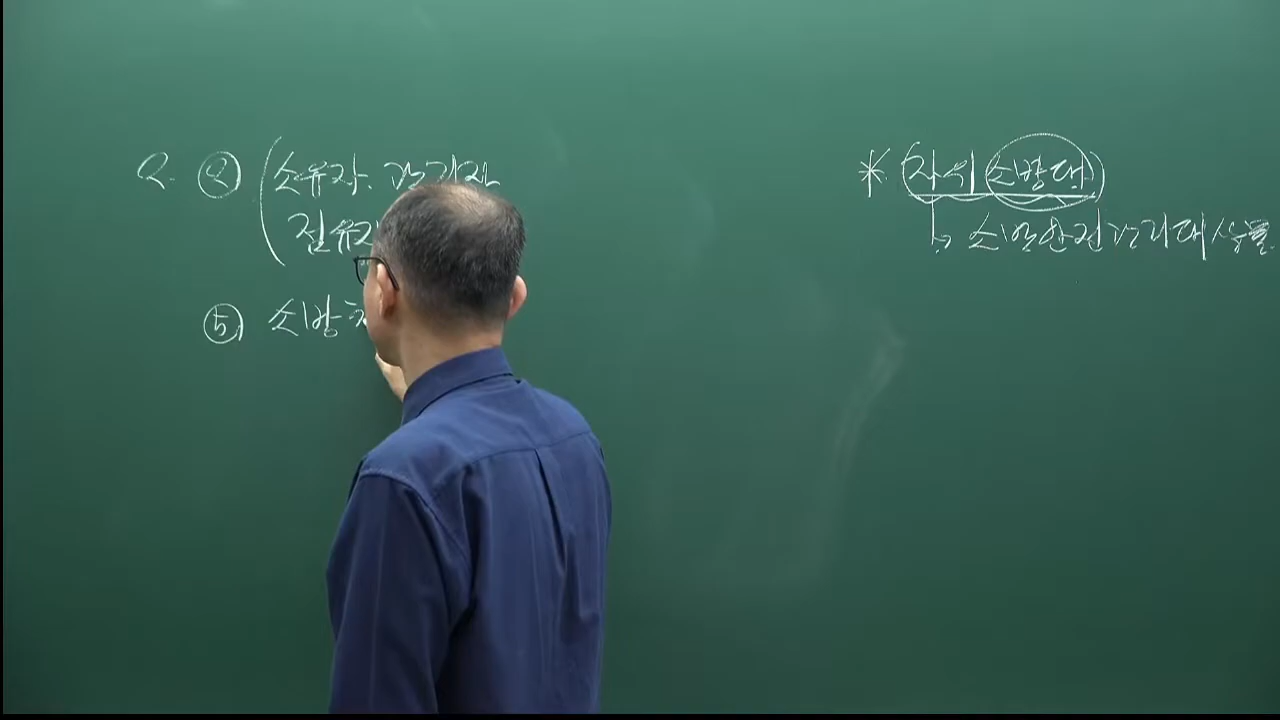 2. ② 소유자. 관리자
점유자
⑤ 소방
* 자위소방대
↳ 소방안전관리대상물